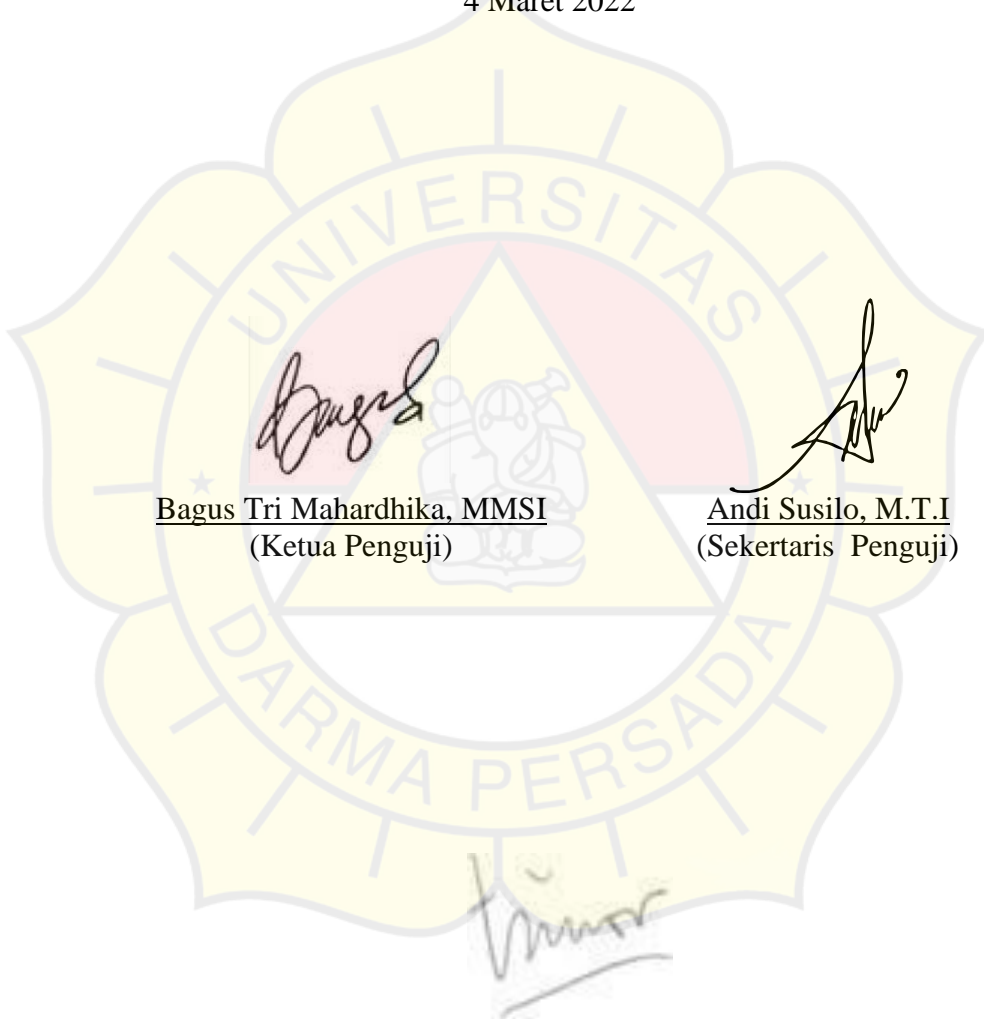 4 Maret 2022
UNIVERSITAS
Bagus Tri Mahardhika, MMSI
Andi Susilo, M.T.I
(Ketua Penguji)
(Sekertaris Penguji)
DARMA PERSADA